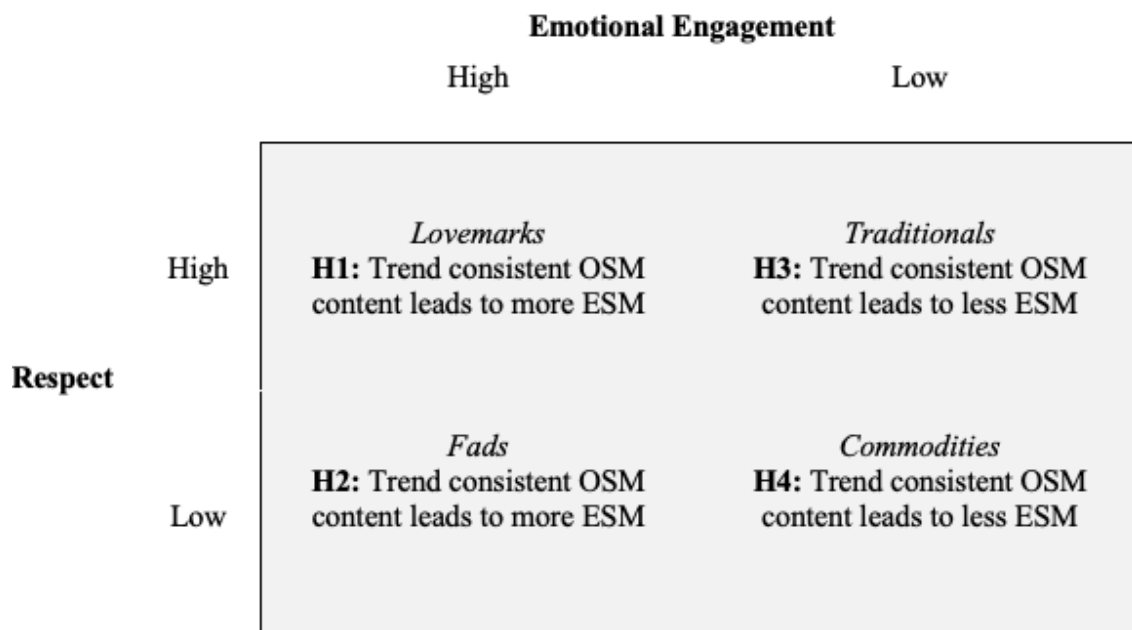 Emotional Engagement
High
Low
High
Lovemarks
H1: Trend consistent OSM
content leads to more ESM
Traditionals
H3: Trend consistent OSM
content leads to less ESM
Respect
Low
Fads
H2: Trend consistent OSM
content leads to more ESM
Commodities
H4: Trend consistent OSM
content leads to less ESM